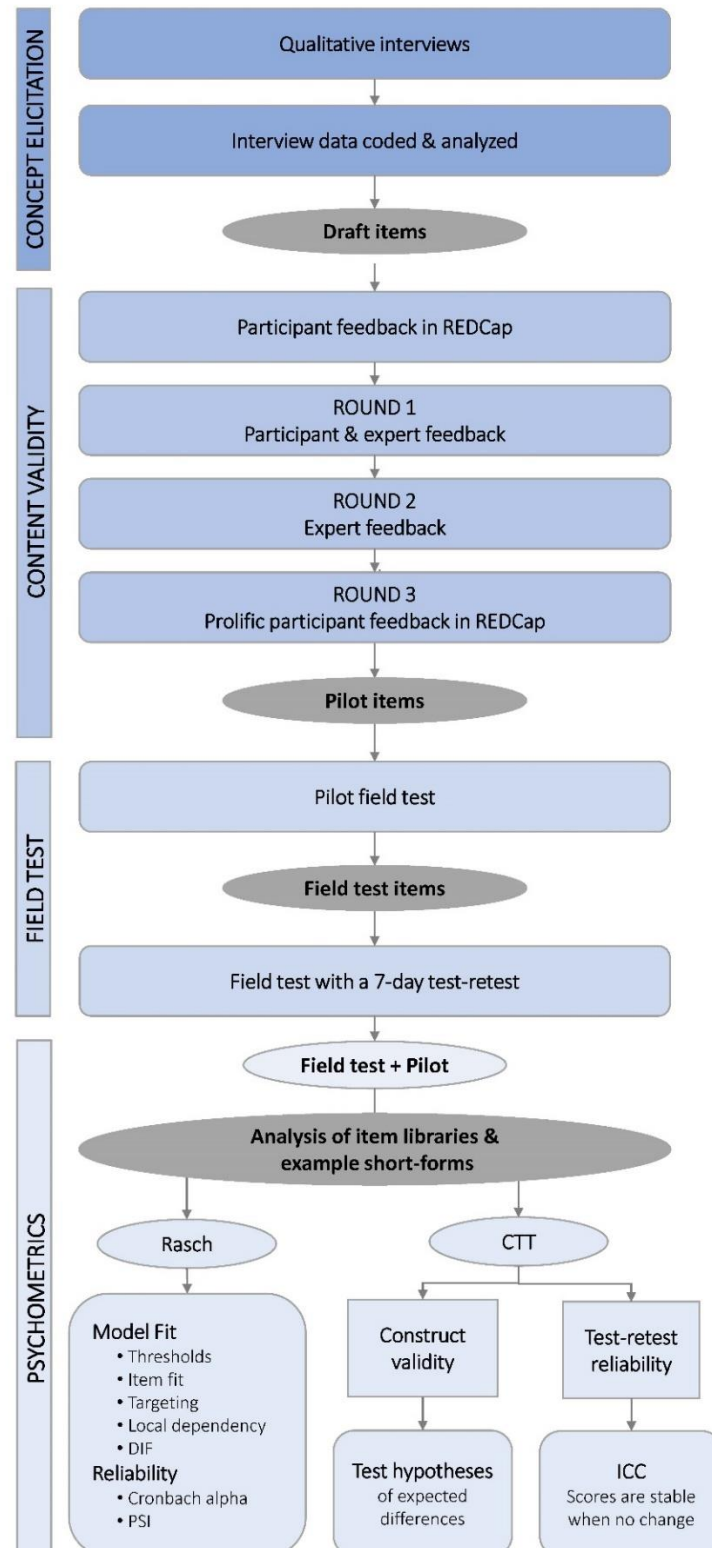 CONCEPT ELICITATION
Qualitative interviews
Interview data coded & analyzed
Draft items
CONTENT VALIDITY
Participant feedback in REDCap
ROUND 1
Participant & expert feedback
ROUND 2
Expert feedback
ROUND 3
Prolific participant feedback in REDCap
Pilot items
FIELD TEST
Pilot field test
Field test items
Field test with a 7-day test-retest
PSYCHOMETRICS
Field test + Pilot
Analysis of item libraries &
example short-forms
Rasch
Model Fit
• Thresholds
• Item fit
• Targeting
• Local dependency
• DIF
Reliability
• Cronbach alpha
• PSI
CTT
Construct
validity
Test hypotheses
of expected
differences
Test-retest
reliability
ICC
Scores are stable
when no change